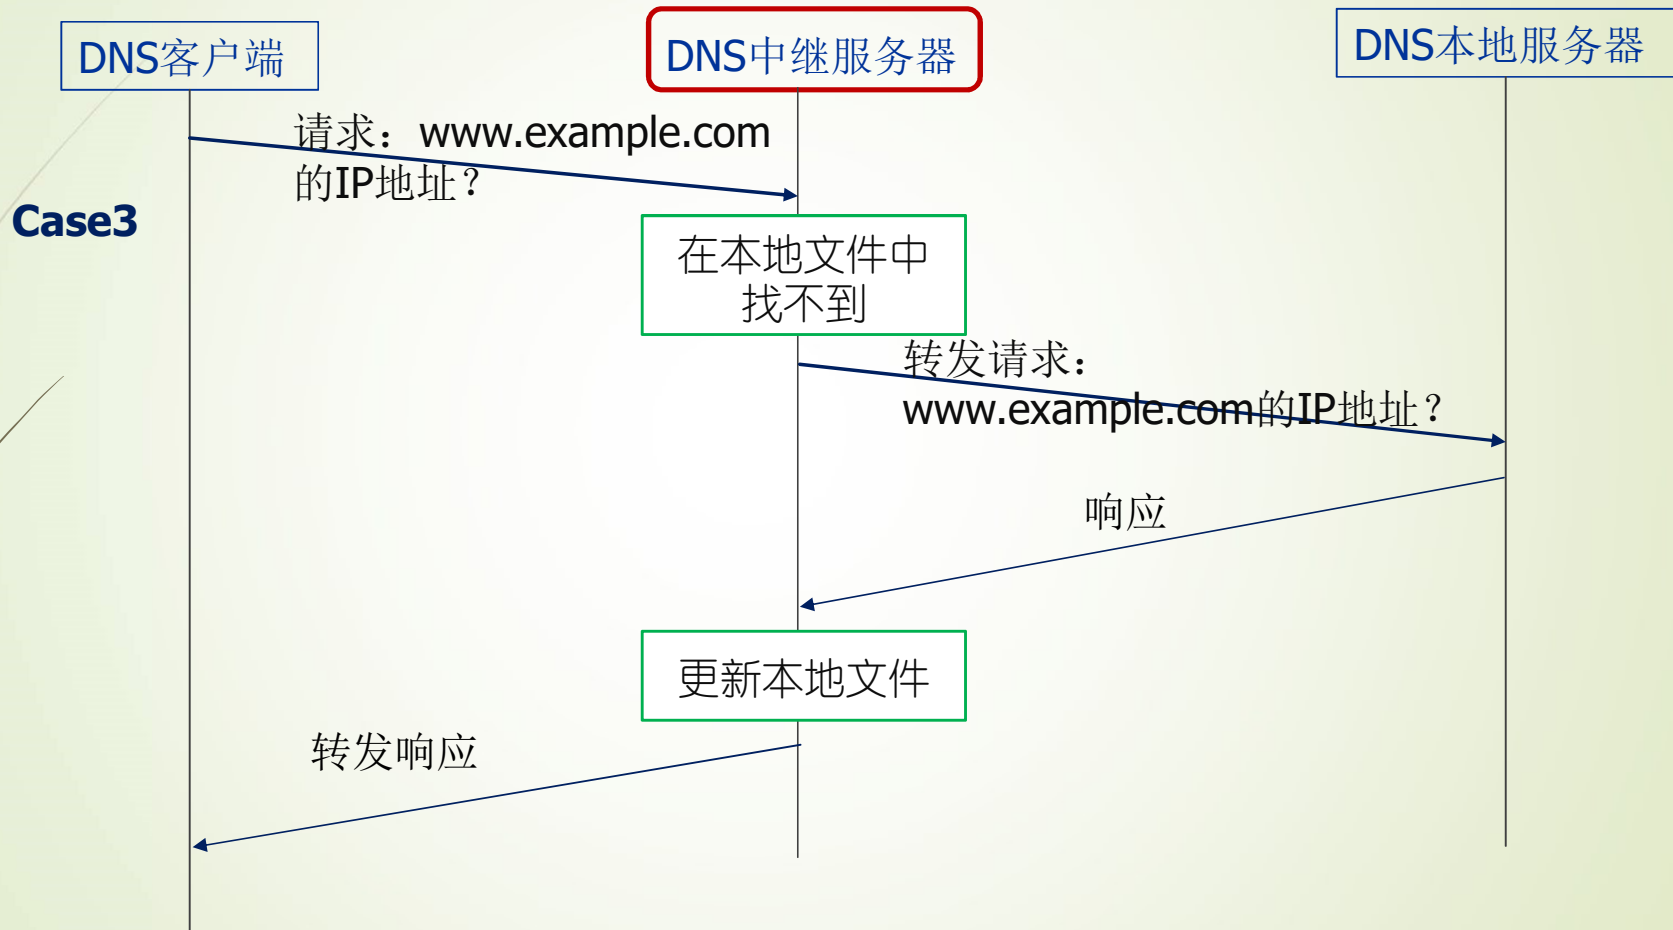 DNS客户端
DNS中继服务器
DNS本地服务器
请求：www.example.com
的IP地址？
Case3
在本地文件中
找不到
转发请求：
www.example.com的IP地址？
响应
更新本地文件
转发响应